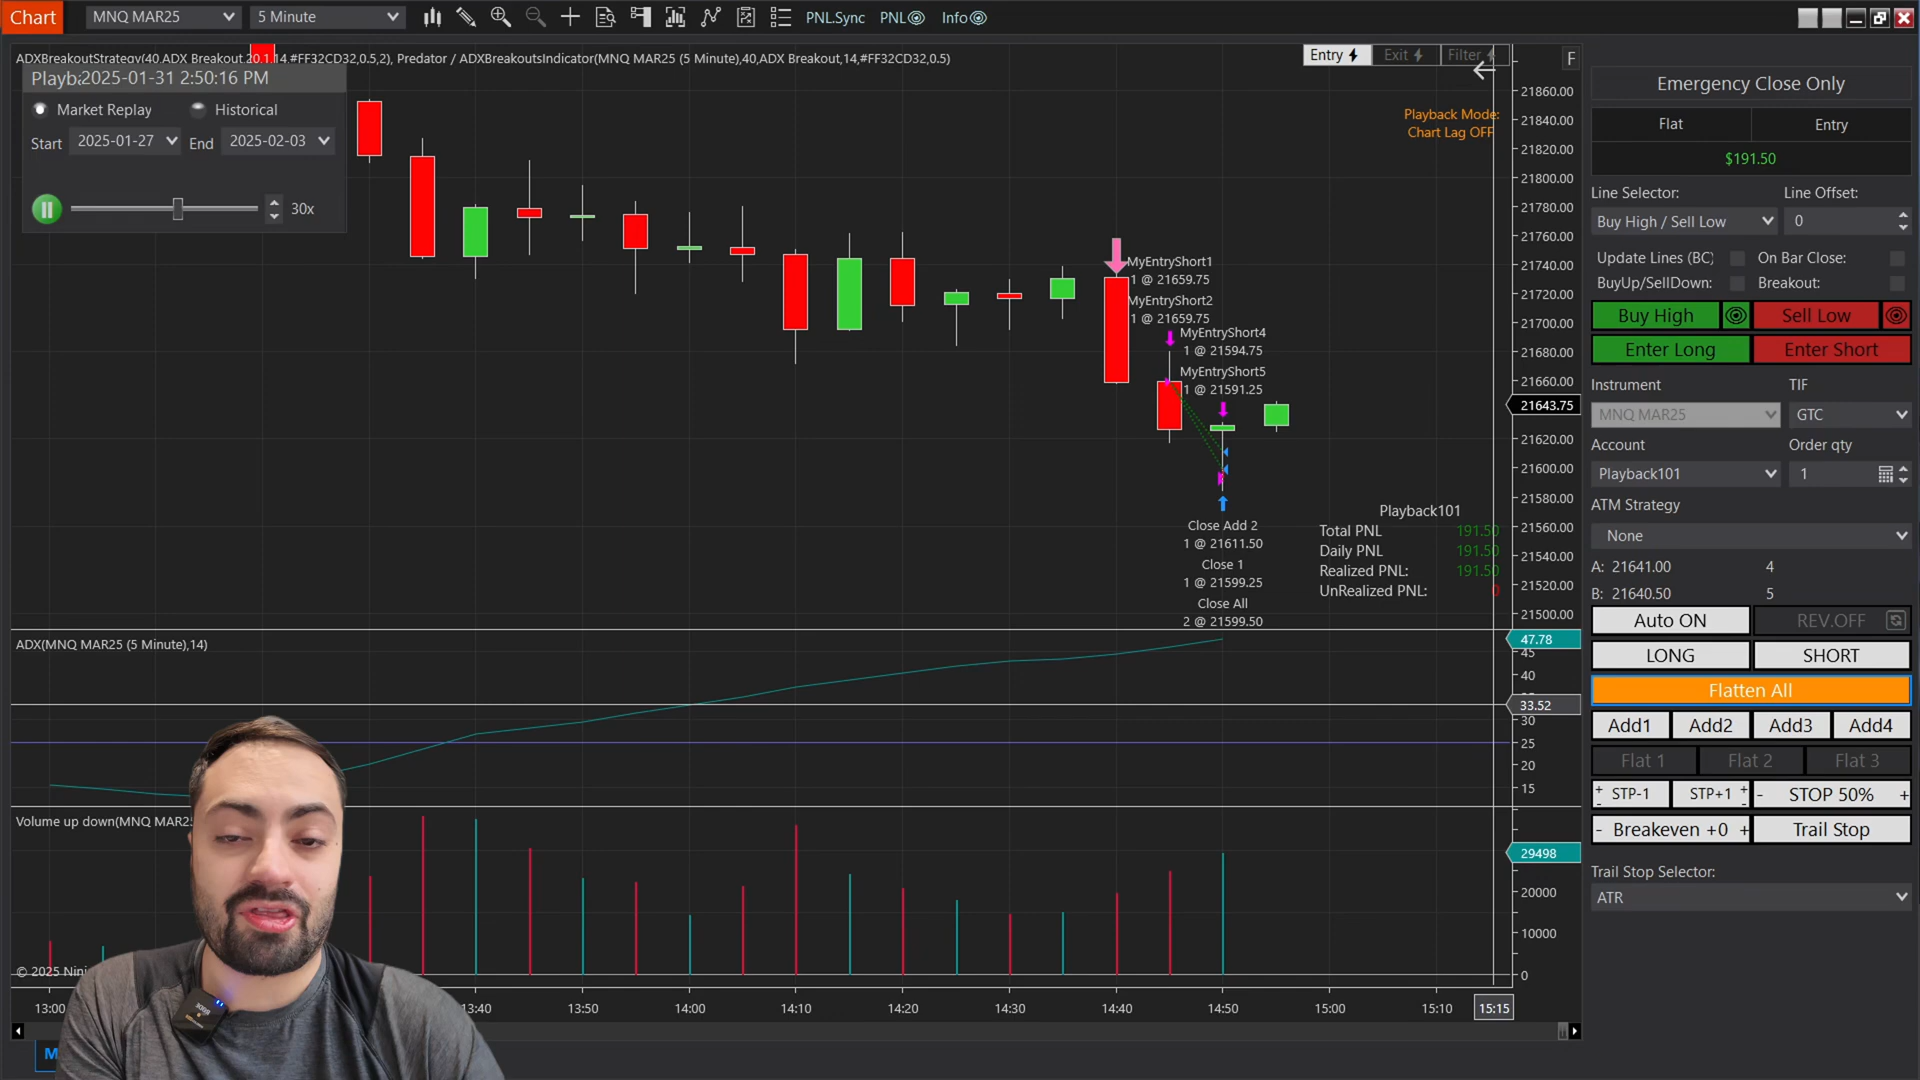 Chart
MNQ MAR25
5 Minute
PNL.Sync
PNL
Info
ADXBreakoutStrategy(40,ADX Breakout,20,1,14,#FF32CD32,0.5,2), Predator / ADXBreakoutsIndicator(MNQ MAR25 (5 Minute),40,ADX Breakout,14,#FF32CD32,0.5)
Entry
Exit
Filter
F
Playba
2025-01-31 2:50:16 PM
Market Replay
Historical
Start
2025-01-27
End
2025-02-03
30x
Playback Mode:
Chart Lag OFF
MyEntryShort1
1 @ 21659.75
MyEntryShort2
1 @ 21659.75
MyEntryShort4
1 @ 21594.75
MyEntryShort5
1 @ 21591.25
Close Add 2
1 @ 21611.50
Close 1
1 @ 21599.25
Close All
2 @ 21599.50
Playback101
Total PNL 191.50
Daily PNL 191.50
Realized PNL: 191.50
UnRealized PNL: 0
21860.00
21840.00
21820.00
21800.00
21780.00
21760.00
21740.00
21720.00
21700.00
21680.00
21660.00
21643.75
21620.00
21600.00
21580.00
21560.00
21540.00
21520.00
21500.00
ADX(MNQ MAR25 (5 Minute),14)
47.78
45
40
33.52
30
25
20
15
Volume up down(MNQ MAR25
29498
20000
10000
0
© 2025 Nin
13:00
13:40
13:50
14:00
14:10
14:20
14:30
14:40
14:50
15:00
15:10
15:15
M
Emergency Close Only
Flat
Entry
$191.50
Line Selector:
Line Offset:
Buy High / Sell Low
0
Update Lines (BC)
On Bar Close:
BuyUp/SellDown:
Breakout:
Buy High
Sell Low
Enter Long
Enter Short
Instrument
TIF
MNQ MAR25
GTC
Account
Order qty
Playback101
1
ATM Strategy
None
A: 21641.00 4
B: 21640.50 5
Auto ON
REV.OFF
LONG
SHORT
Flatten All
Add1
Add2
Add3
Add4
Flat 1
Flat 2
Flat 3
+ - STP-1
STP+1 + -
- STOP 50% +
- Breakeven +0 +
Trail Stop
Trail Stop Selector:
ATR